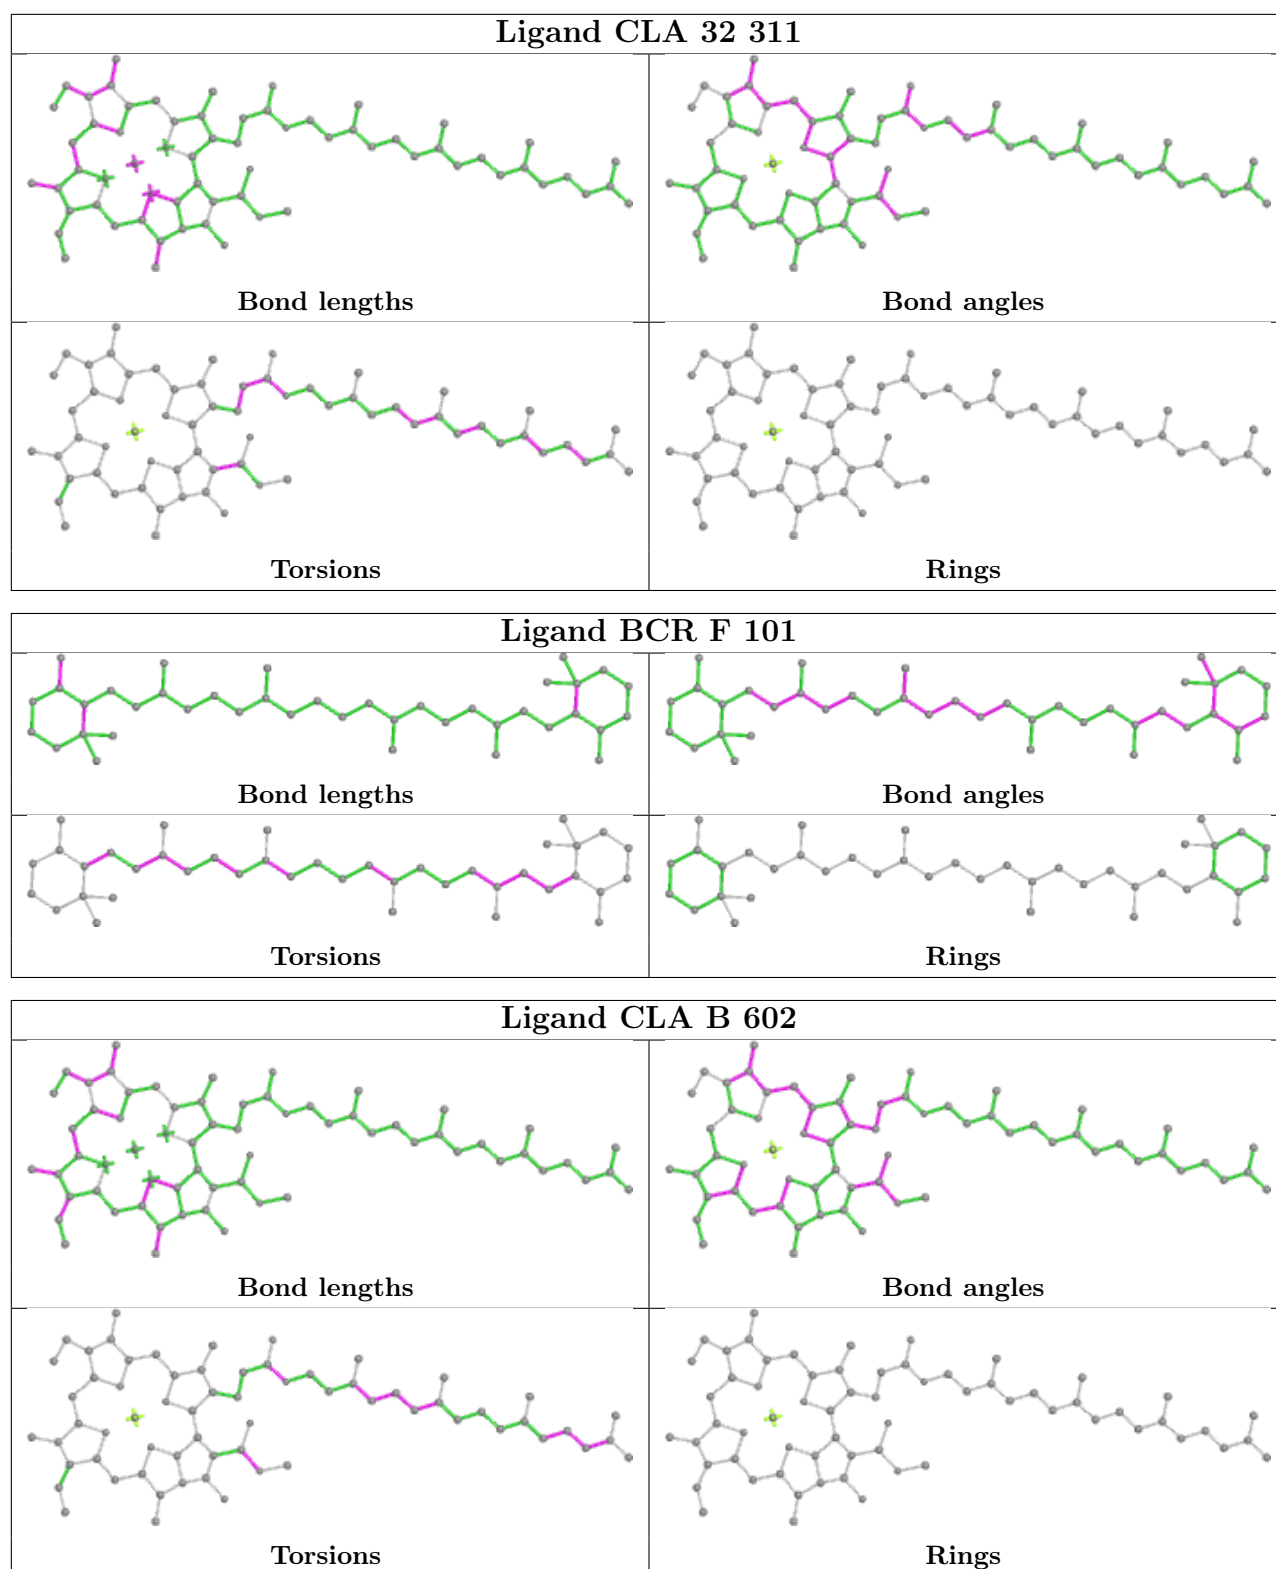 Ligand CLA 32 311
Bond lengths
Bond angles
Torsions
Rings
Ligand BCR F 101
Bond lengths
Bond angles
Torsions
Rings
Ligand CLA B 602
Bond lengths
Bond angles
Torsions
Rings